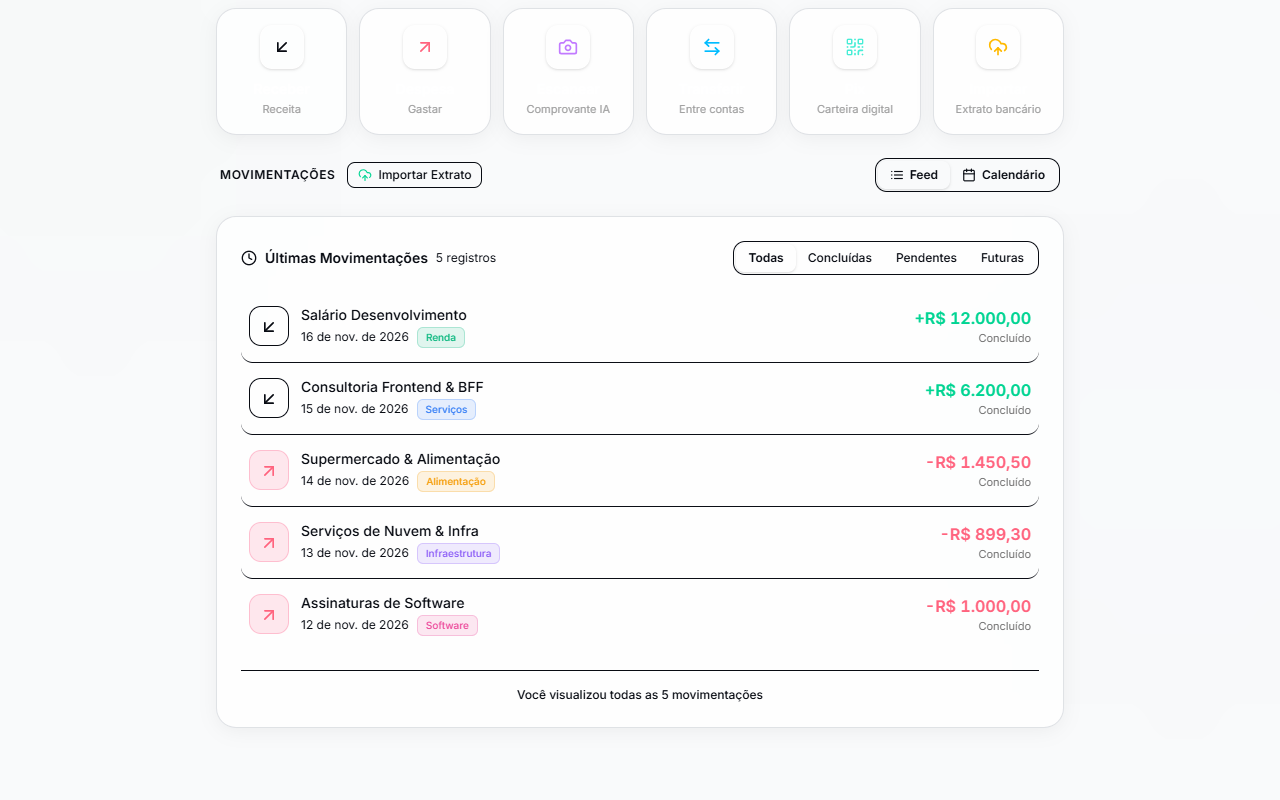 Receita
Gastar
Comprovante IA
Entre contas
Carteira digital
Extrato bancário
MOVIMENTAÇÕES
Importar Extrato
Feed
Calendário
Últimas Movimentações 5 registros
Todas
Concluídas
Pendentes
Futuras
Salário Desenvolvimento
16 de nov. de 2026 Renda
+R$ 12.000,00
Concluído
Consultoria Frontend & BFF
15 de nov. de 2026 Serviços
+R$ 6.200,00
Concluído
Supermercado & Alimentação
14 de nov. de 2026 Alimentação
-R$ 1.450,50
Concluído
Serviços de Nuvem & Infra
13 de nov. de 2026 Infraestrutura
-R$ 899,30
Concluído
Assinaturas de Software
12 de nov. de 2026 Software
-R$ 1.000,00
Concluído
Você visualizou todas as 5 movimentações